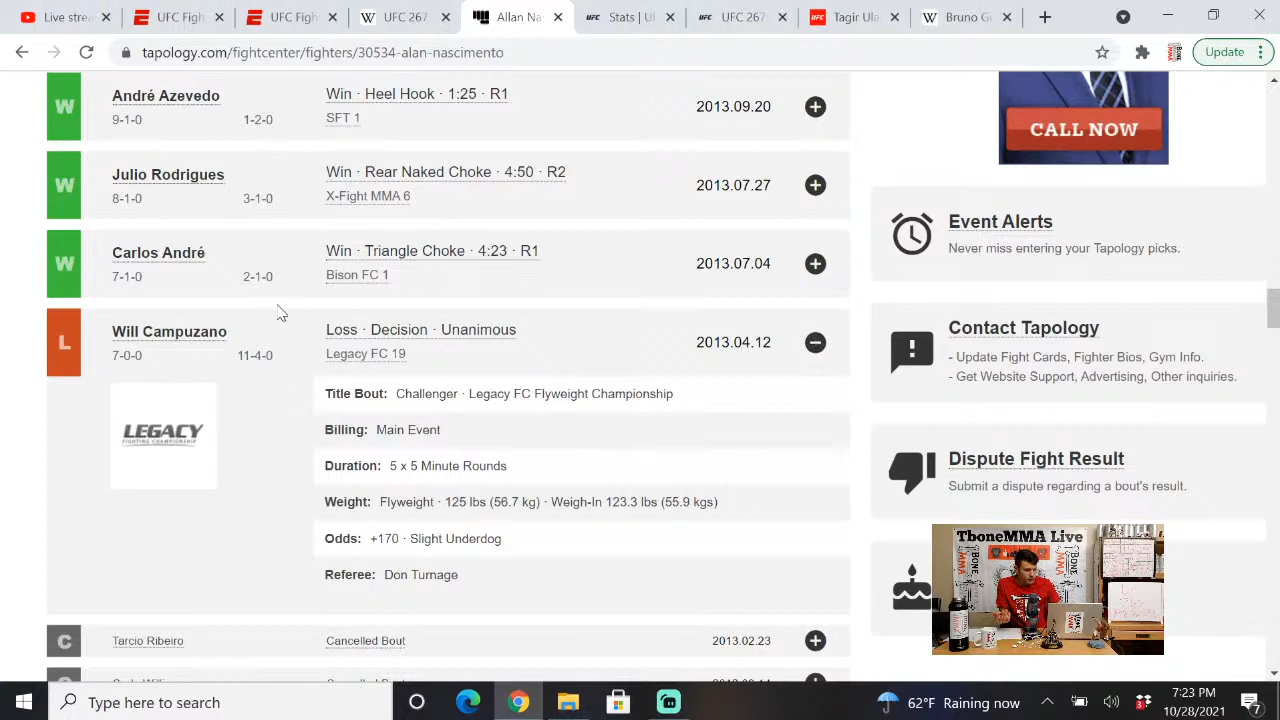 Live stream
UFC Figh
UFC Figh
UFC 267
Allan Na
Stats | U
UFC 267
Tagir Ula
Bruno G
tapology.com/fightcenter/fighters/30534-alan-nascimento
Update
W
André Azevedo
9-1-0
1-2-0
Win · Heel Hook · 1:25 · R1
SFT 1
2013.09.20
W
Julio Rodrigues
8-1-0
3-1-0
Win · Rear Naked Choke · 4:50 · R2
X-Fight MMA 6
2013.07.27
W
Carlos André
7-1-0
2-1-0
Win · Triangle Choke · 4:23 · R1
Bison FC 1
2013.07.04
L
Will Campuzano
7-0-0
11-4-0
Loss · Decision · Unanimous
Legacy FC 19
2013.04.12
LEGACY
FIGHTING CHAMPIONSHIP
Title Bout: Challenger · Legacy FC Flyweight Championship
Billing: Main Event
Duration: 5 x 5 Minute Rounds
Weight: Flyweight · 125 lbs (56.7 kg) · Weigh-In 123.3 lbs (55.9 kgs)
Odds: +170 · Slight Underdog
Referee: Don Turnage
C
Tarcio Ribeiro
Cancelled Bout
2013.02.23
CALL NOW
Event Alerts
Never miss entering your Tapology picks.
Contact Tapology
- Update Fight Cards, Fighter Bios, Gym Info.
- Get Website Support, Advertising, Other inquiries.
Dispute Fight Result
Submit a dispute regarding a bout's result.
TboneMMA Live
Type here to search
62°F Raining now
7:23 PM
10/28/2021
3
7